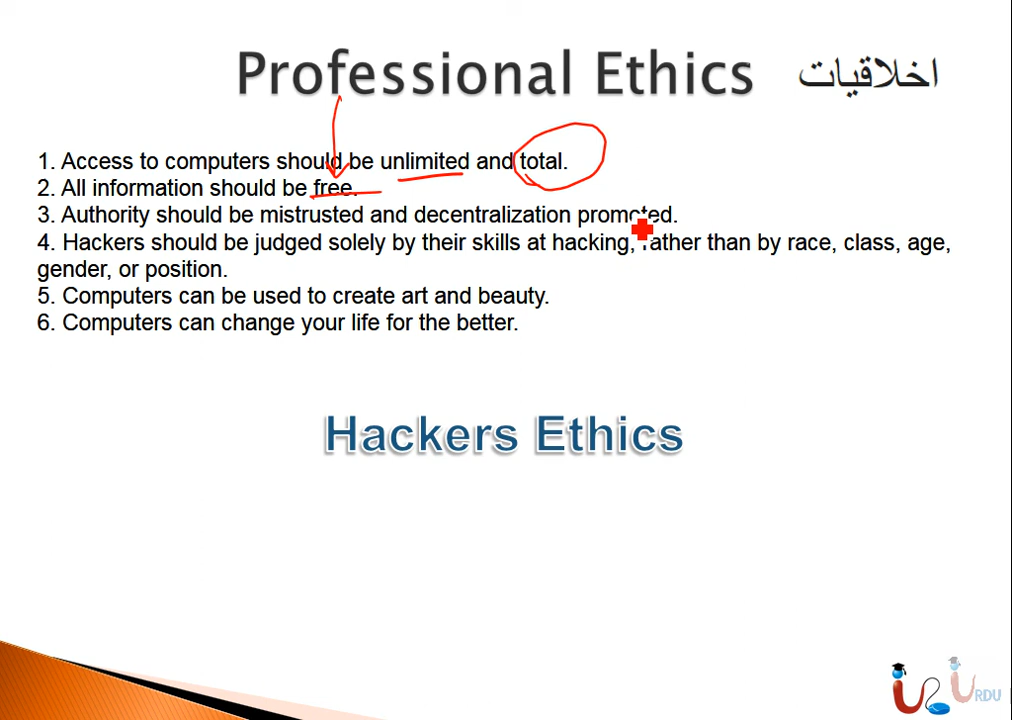 Professional Ethics اخلاقیات
1. Access to computers should be unlimited and total.
2. All information should be free.
3. Authority should be mistrusted and decentralization promoted.
4. Hackers should be judged solely by their skills at hacking, rather than by race, class, age,
gender, or position.
5. Computers can be used to create art and beauty.
6. Computers can change your life for the better.
Hackers Ethics
URDU